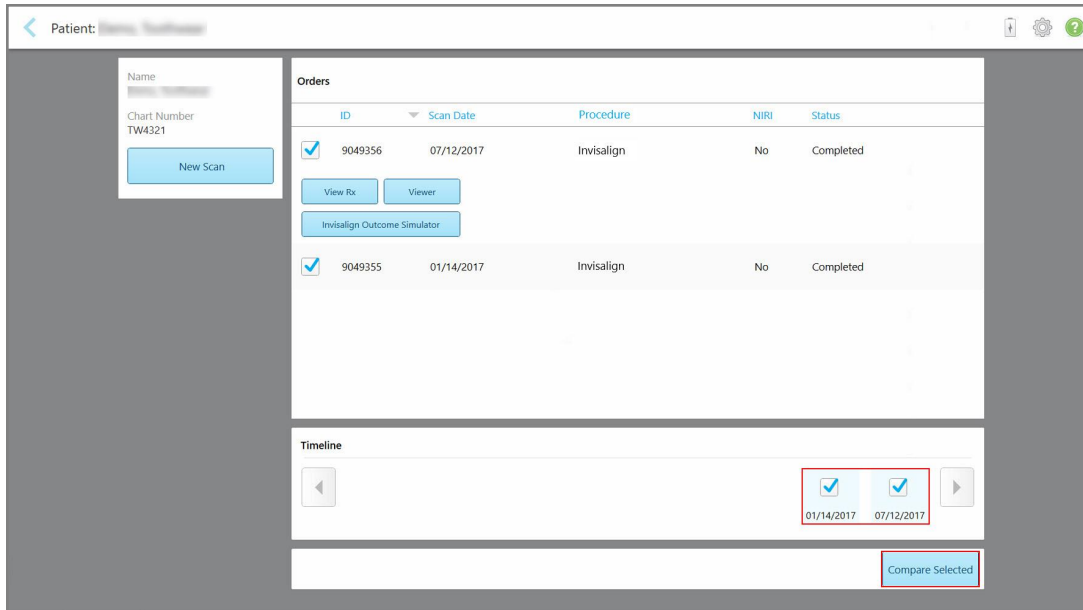 Patient:
Name
Chart Number
TW4321
New Scan
Orders
ID Scan Date Procedure NIRI Status
9049356 07/12/2017 Invisalign No Completed
View Rx Viewer
Invisalign Outcome Simulator
9049355 01/14/2017 Invisalign No Completed
Timeline
01/14/2017 07/12/2017
Compare Selected